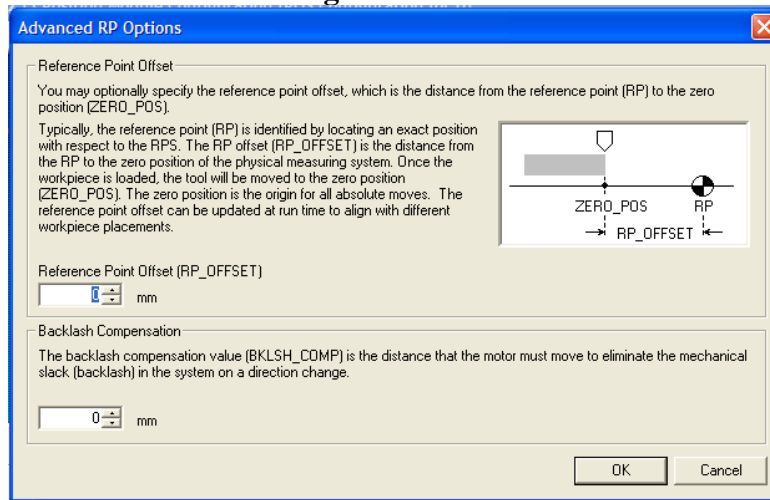 Advanced RP Options
Reference Point Offset
You may optionally specify the reference point offset, which is the distance from the reference point (RP) to the zero
position (ZERO_POS).
Typically, the reference point (RP) is identified by locating an exact position
with respect to the RPS. The RP offset (RP_OFFSET) is the distance from
the RP to the zero position of the physical measuring system. Once the
workpiece is loaded, the tool will be moved to the zero position
(ZERO_POS). The zero position is the origin for all absolute moves. The
reference point offset can be updated at run time to align with different
workpiece placements.
ZERO_POS RP
RP_OFFSET
Reference Point Offset (RP_OFFSET)
0 mm
Backlash Compensation
The backlash compensation value (BKLSH_COMP) is the distance that the motor must move to eliminate the mechanical
slack (backlash) in the system on a direction change.
0 mm
OK Cancel